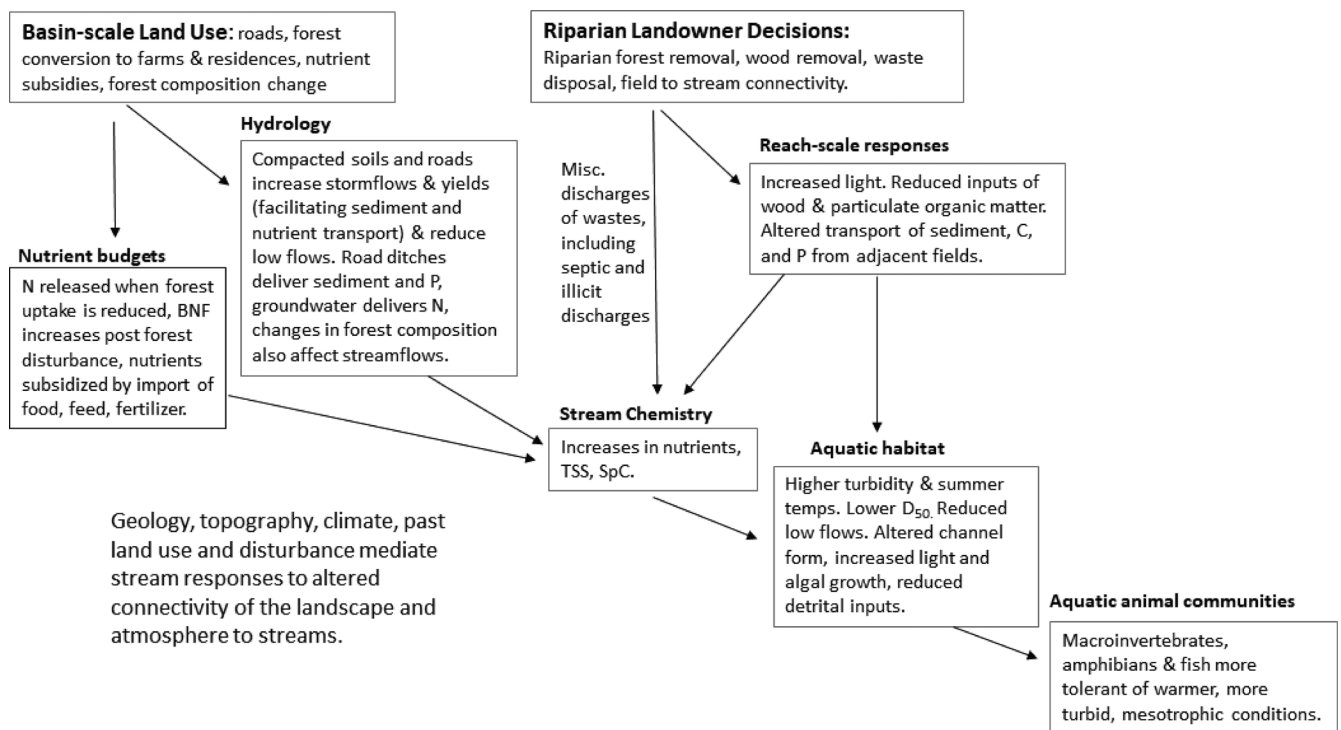 Basin-scale Land Use: roads, forest
conversion to farms & residences, nutrient
subsidies, forest composition change
Riparian Landowner Decisions:
Riparian forest removal, wood removal, waste
disposal, field to stream connectivity.
Hydrology
Compacted soils and roads
increase stormflows & yields
(facilitating sediment and
nutrient transport) & reduce
low flows. Road ditches
deliver sediment and P,
groundwater delivers N,
changes in forest composition
also affect streamflows.
Misc.
discharges
of wastes,
including
septic and
illicit
discharges
Reach-scale responses
Increased light. Reduced inputs of
wood & particulate organic matter.
Altered transport of sediment, C,
and P from adjacent fields.
Nutrient budgets
N released when forest
uptake is reduced, BNF
increases post forest
disturbance, nutrients
subsidized by import of
food, feed, fertilizer.
Stream Chemistry
Increases in nutrients,
TSS, SpC.
Aquatic habitat
Higher turbidity & summer
temps. Lower D50. Reduced
low flows. Altered channel
form, increased light and
algal growth, reduced
detrital inputs.
Geology, topography, climate, past
land use and disturbance mediate
stream responses to altered
connectivity of the landscape and
atmosphere to streams.
Aquatic animal communities
Macroinvertebrates,
amphibians & fish more
tolerant of warmer, more
turbid, mesotrophic conditions.